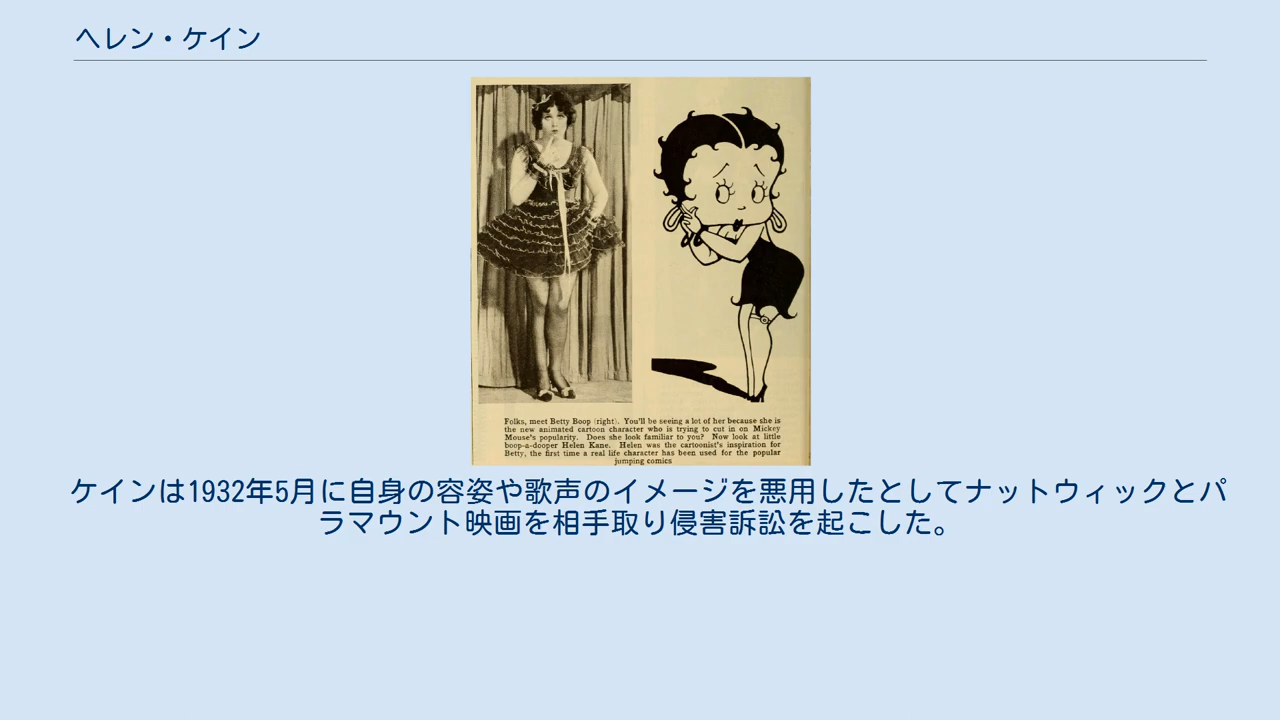 ヘレン・ケイン
Folks, meet Betty Boop (right). You'll be seeing a lot of her because she is
the new animated cartoon character who is trying to cut in on Mickey
Mouse's popularity. Does she look familiar to you? Now look at little
boop-a-dooper Helen Kane. Helen was the cartoonist's inspiration for
Betty, the first time a real life character has been used for the popular
jumping comics
ケインは1932年5月に自身の容姿や歌声のイメージを悪用したとしてナットウィックとパ
ラマウント映画を相手取り侵害訴訟を起こした。